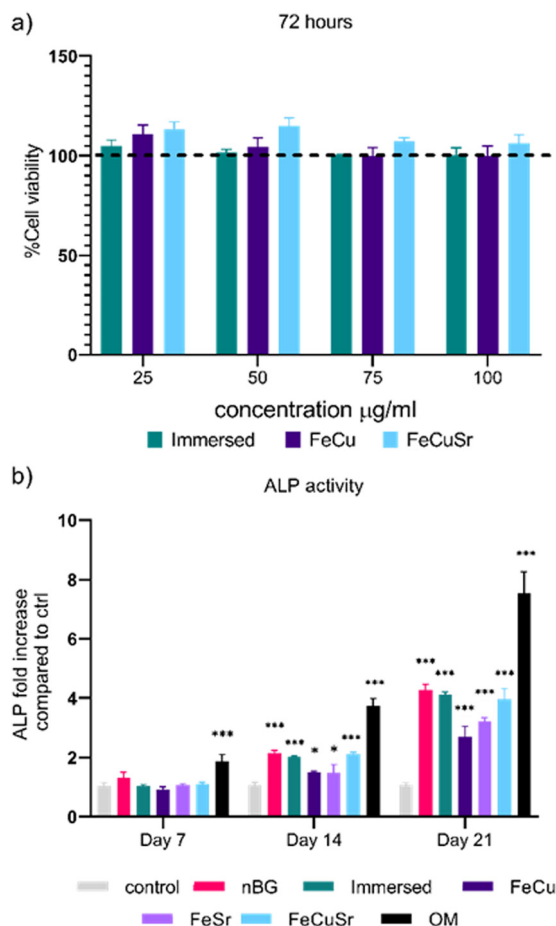 a)
72 hours
150
100
50
0
%Cell viability
25 50 75 100
concentration μg/ml
Immersed FeCu FeCuSr
b)
ALP activity
10
8
6
4
2
0
ALP fold increase
compared to ctrl
***
*** *** * * *** ***
*** *** *** *** *** ***
Day 7 Day 14 Day 21
control nBG Immersed FeCu
FeSr FeCuSr OM